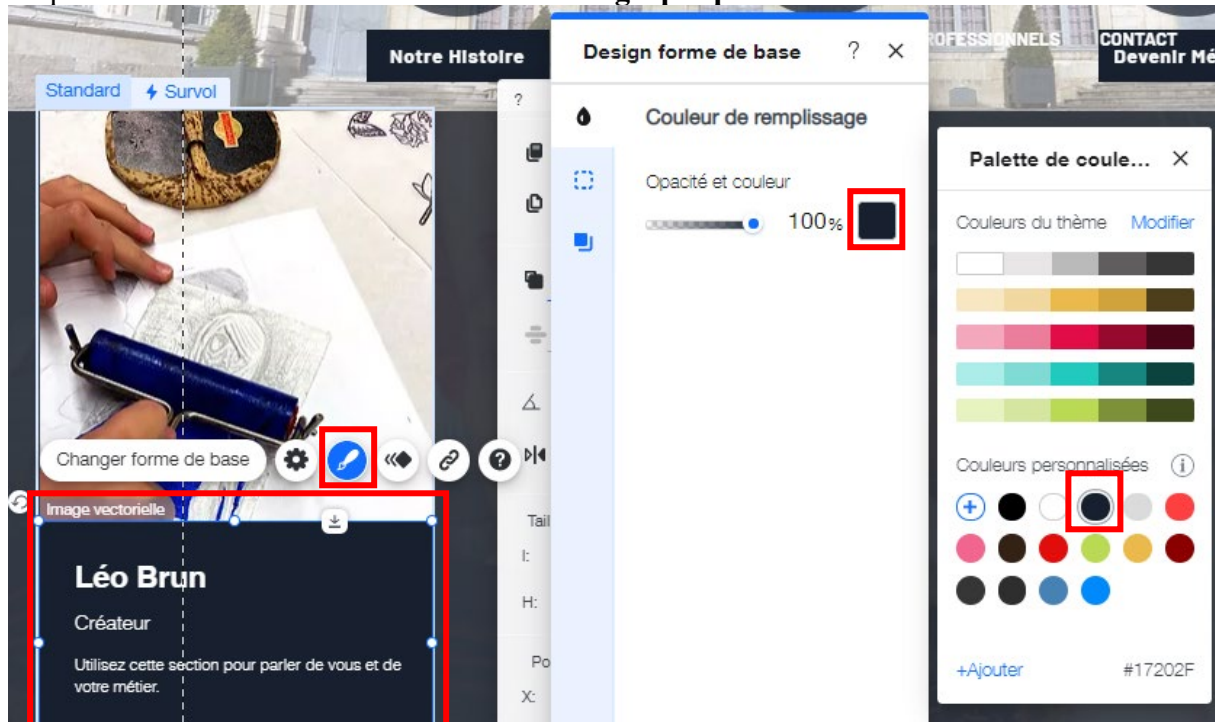 Notre Histoire
Design forme de base ? ×
PROFESSIONNELS
CONTACT
Devenir Mé
Standard
Survol
?
Couleur de remplissage
Opacité et couleur
100%
Palette de coule... ×
Couleurs du thème
Modifier
Couleurs personnalisées
Changer forme de base
Image vectorielle
Léo Brun
Créateur
Utilisez cette section pour parler de vous et de
votre métier.
Tail
l:
H:
Po
X:
+Ajouter
#17202F